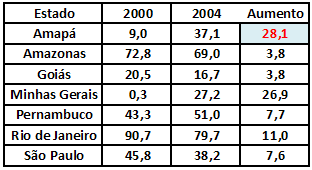 Estado 2000 2004 Aumento
Amapá 9,0 37,1 28,1
Amazonas 72,8 69,0 3,8
Goiás 20,5 16,7 3,8
Minhas Gerais 0,3 27,2 26,9
Pernambuco 43,3 51,0 7,7
Rio de Janeiro 90,7 79,7 11,0
São Paulo 45,8 38,2 7,6